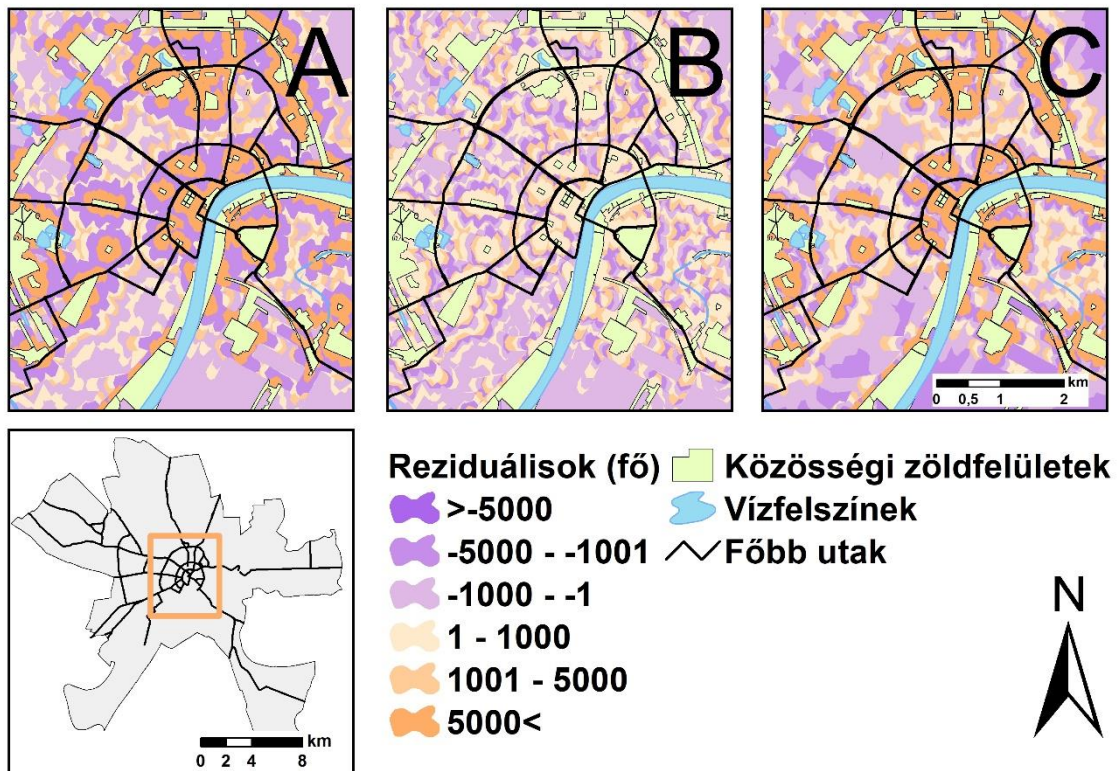 A
B
C
km
0 0,5 1 2
km
0 2 4 8
Reziduálisok (fő)
>-5000
-5000 - -1001
-1000 - -1
1 - 1000
1001 - 5000
5000<
Közösségi zöldfelületek
Vízfelszínek
Főbb utak
N